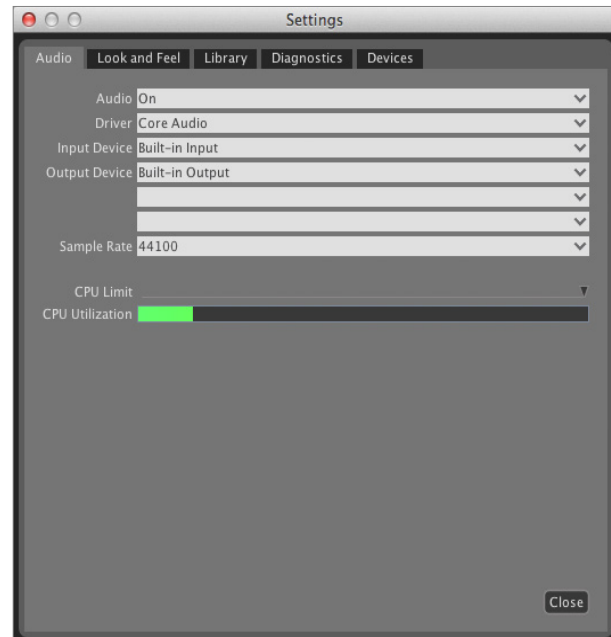 Settings
Audio Look and Feel Library Diagnostics Devices
Audio On
Driver Core Audio
Input Device Built-in Input
Output Device Built-in Output
Sample Rate 44100
CPU Limit
CPU Utilization
Close